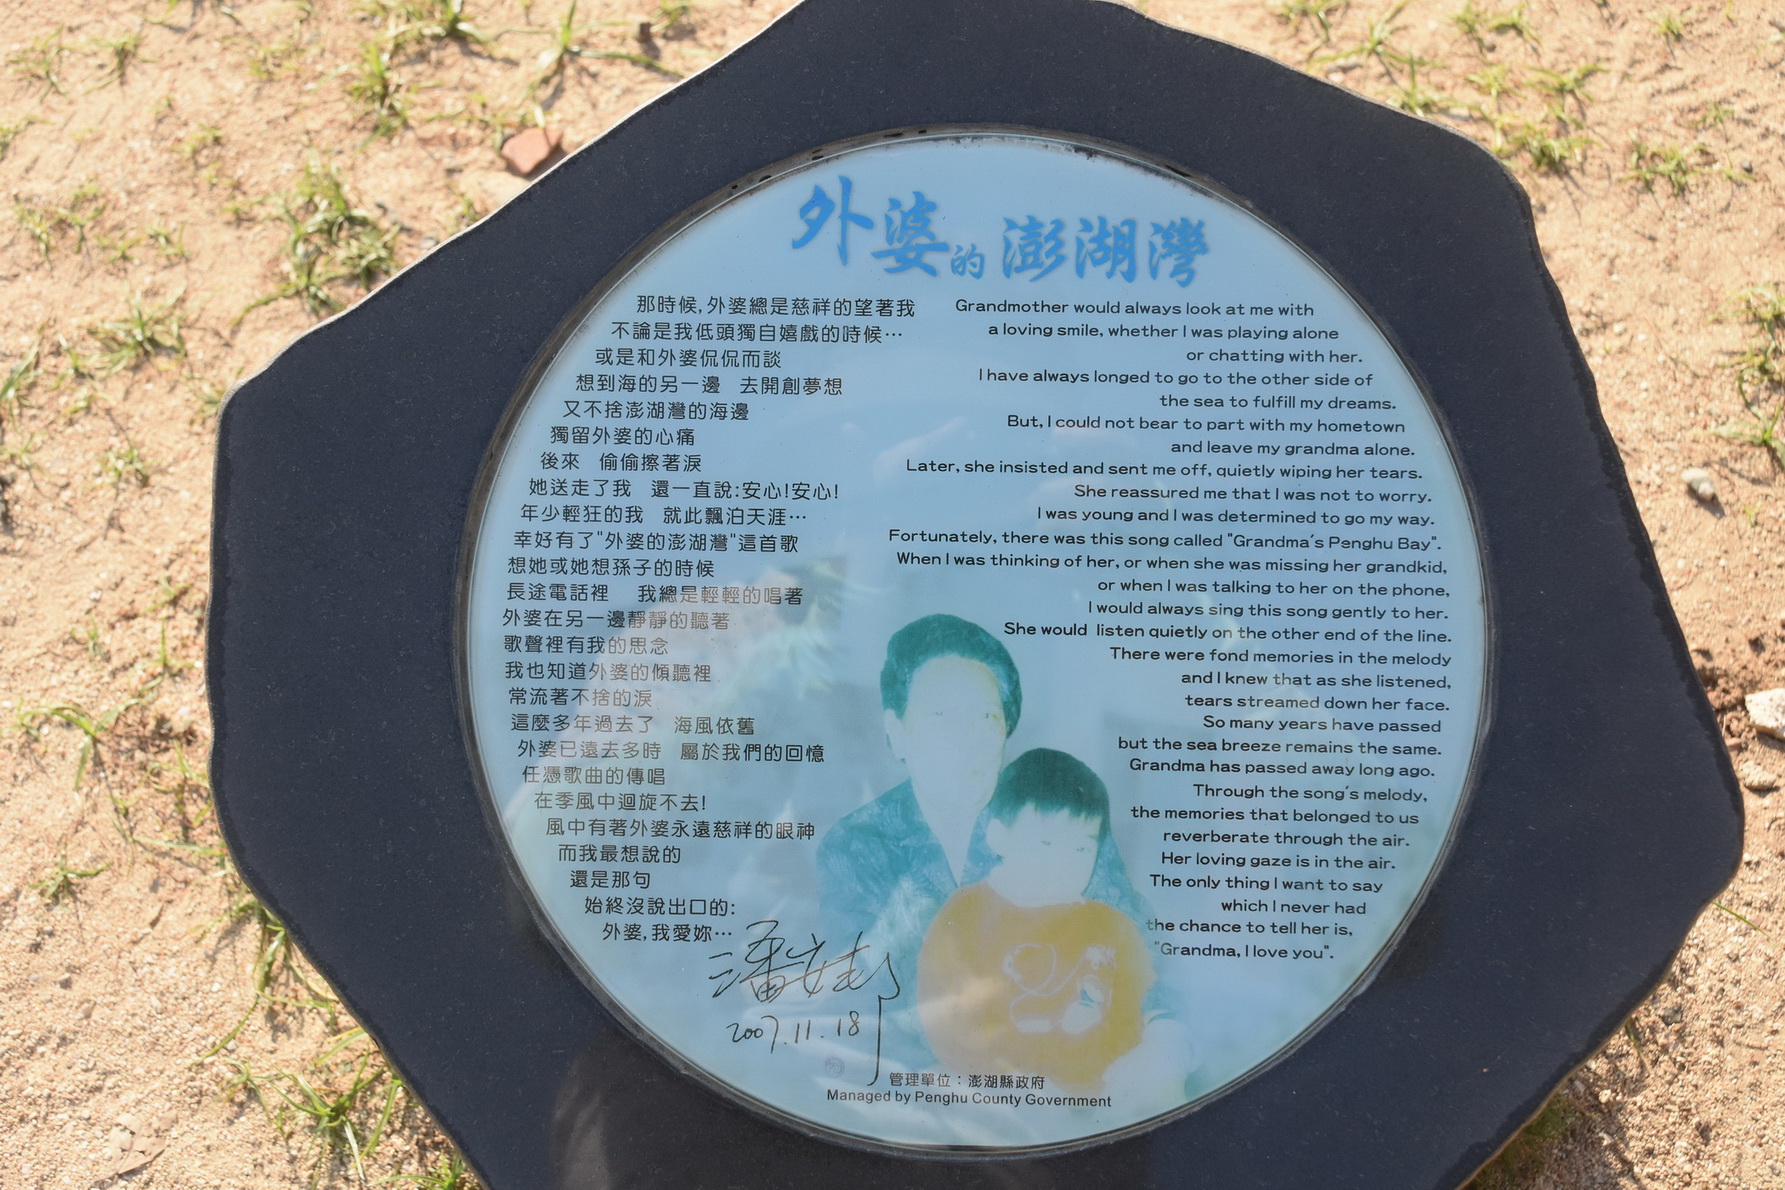 外婆的澎湖灣
那時候,外婆總是慈祥的望著我
不論是我低頭獨自嬉戲的時候…
或是和外婆侃侃而談
想到海的另一邊　去開創夢想
又不捨澎湖灣的海邊
獨留外婆的心痛
後來　偷偷擦著淚
她送走了我　還一直說:安心!安心!
年少輕狂的我　就此飄泊天涯…
幸好有了"外婆的澎湖灣"這首歌
想她或她想孫子的時候
長途電話裡　我總是輕輕的唱著
外婆在另一邊靜靜的聽著
歌聲裡有我的思念
我也知道外婆的傾聽裡
常流著不捨的淚
這麼多年過去了　海風依舊
外婆已遠去多時　屬於我們的回憶
任憑歌曲的傳唱
在季風中迴旋不去!
風中有著外婆永遠慈祥的眼神
而我最想說的
還是那句
始終沒說出口的:
外婆,我愛妳…
潘安邦
2007.11.18
Grandmother would always look at me with
a loving smile, whether I was playing alone
or chatting with her.
I have always longed to go to the other side of
the sea to fulfill my dreams.
But, I could not bear to part with my hometown
and leave my grandma alone.
Later, she insisted and sent me off, quietly wiping her tears.
She reassured me that I was not to worry.
I was young and I was determined to go my way.
Fortunately, there was this song called "Grandma's Penghu Bay".
When I was thinking of her, or when she was missing her grandkid,
or when I was talking to her on the phone,
I would always sing this song gently to her.
She would listen quietly on the other end of the line.
There were fond memories in the melody
and I knew that as she listened,
tears streamed down her face.
So many years have passed
but the sea breeze remains the same.
Grandma has passed away long ago.
Through the song's melody,
the memories that belonged to us
reverberate through the air.
Her loving gaze is in the air.
The only thing I want to say
which I never had
the chance to tell her is,
"Grandma, I love you".
管理單位：澎湖縣政府
Managed by Penghu County Government